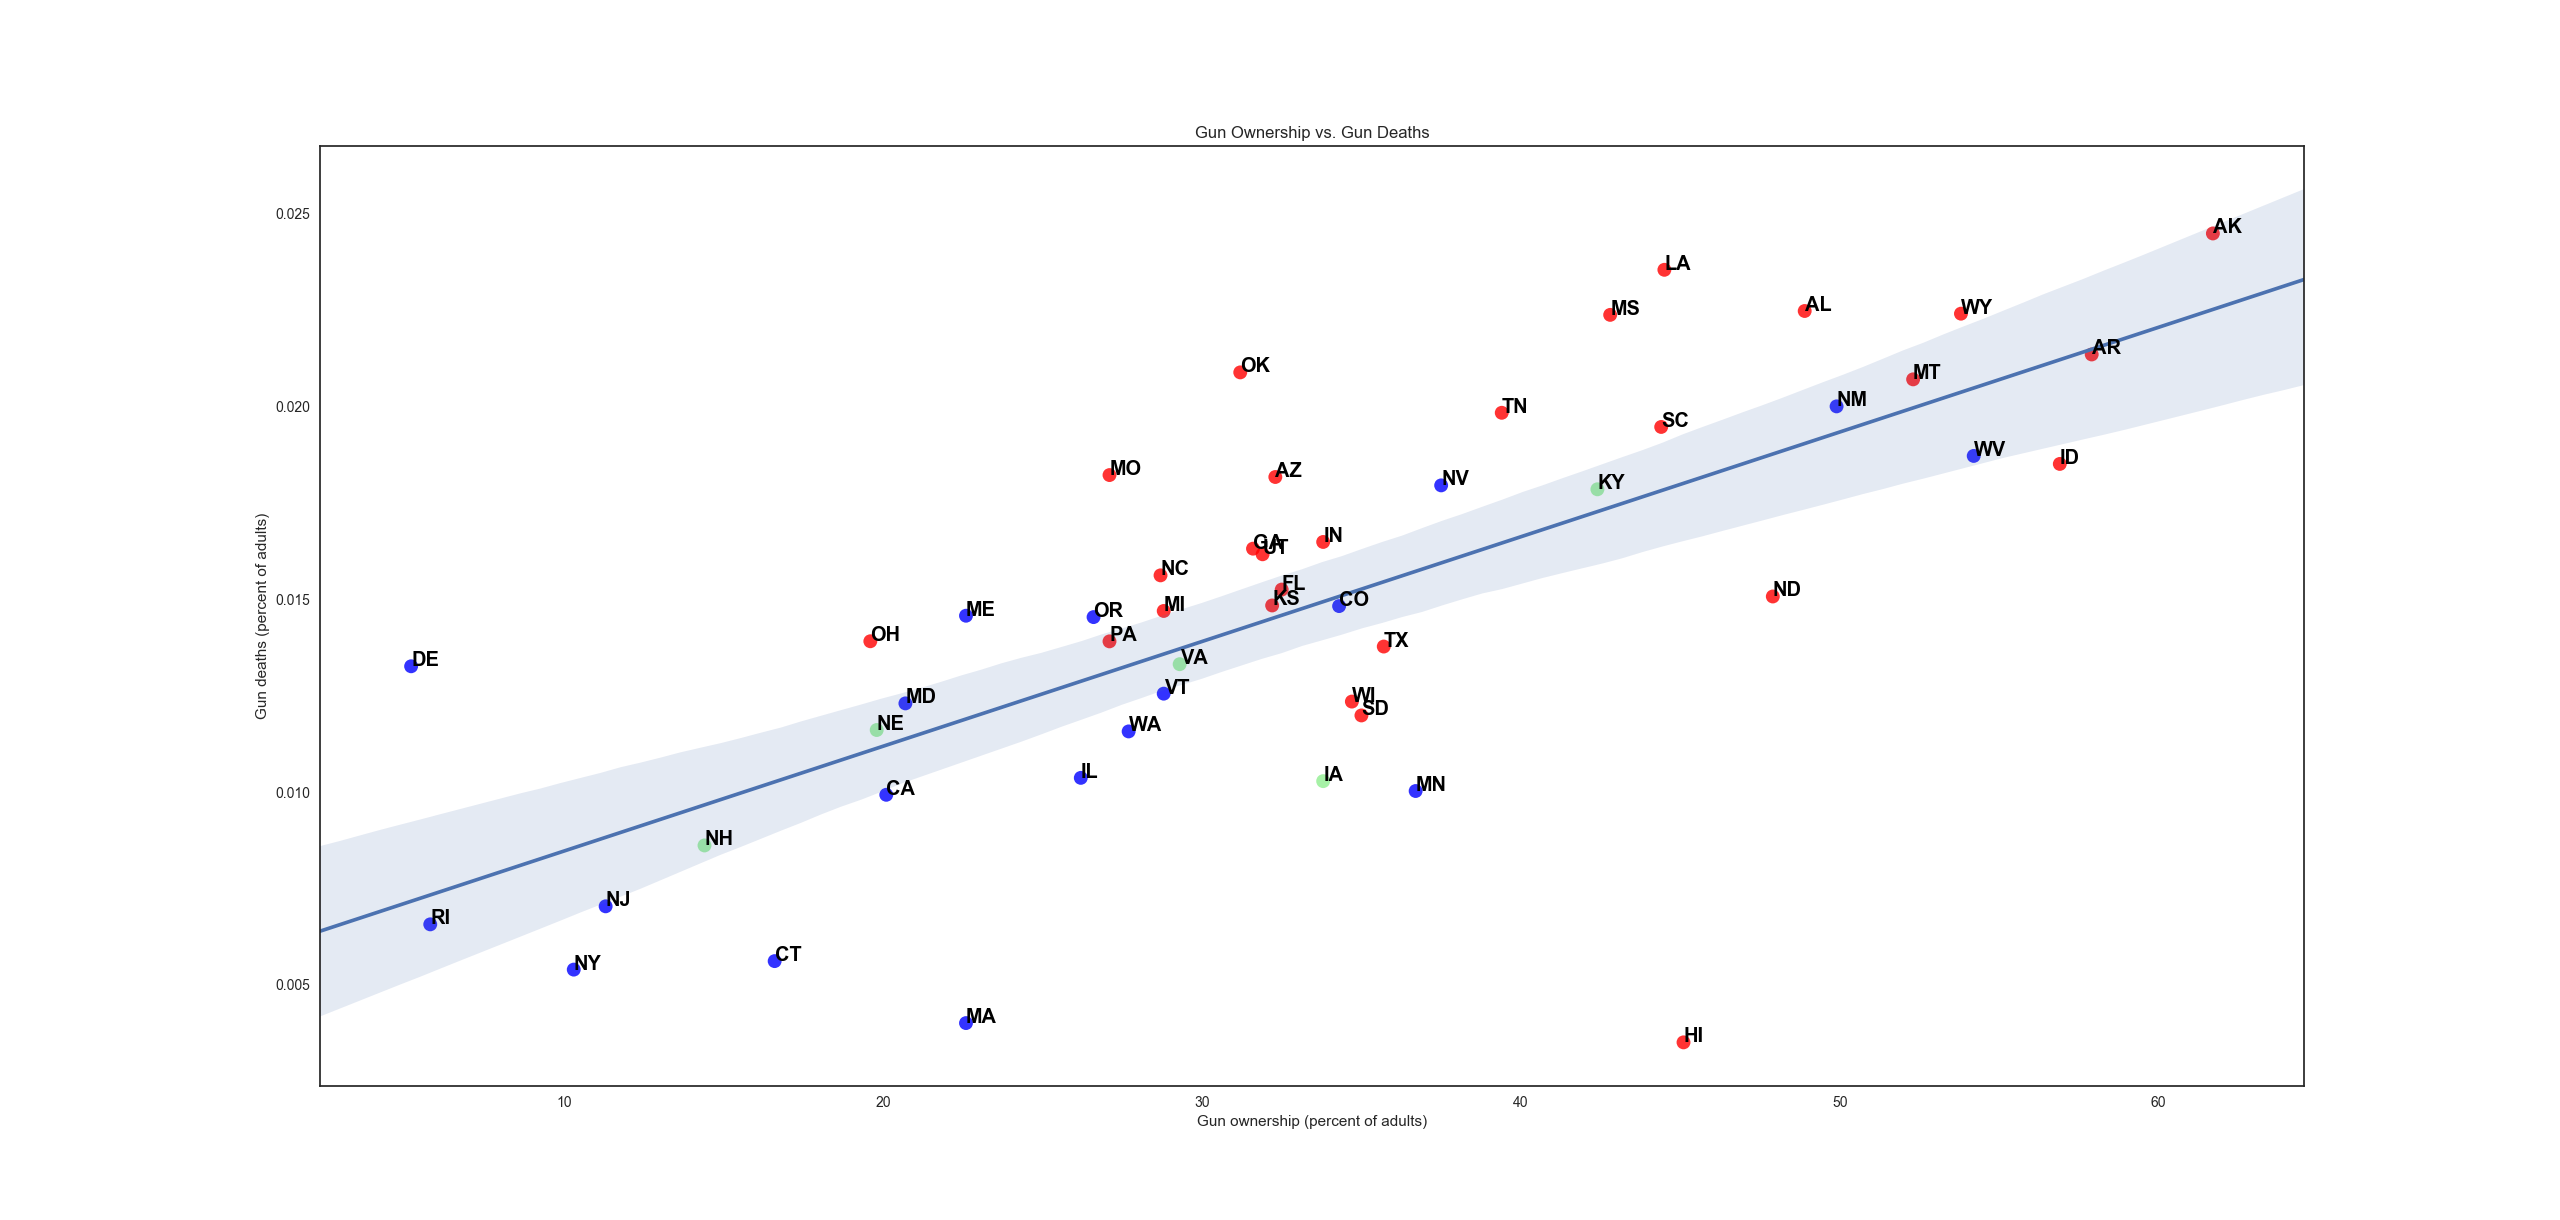 Gun Ownership vs. Gun Deaths
0.025
AK
LA
AL
WY
MS
AR
OK
MT
0.020
NM
TN
SC
WV
ID
MO
AZ
NV
KY
IN
GA
UT
NC
FL
ND
0.015
KS
CO
MI
ME
OR
OH
PA
TX
DE
VA
VT
MD
WI
SD
NE
WA
0.010
IL
IA
MN
CA
NH
NJ
RI
CT
NY
0.005
MA
HI
10 20 30 40 50 60
Gun ownership (percent of adults)
Gun deaths (percent of adults)